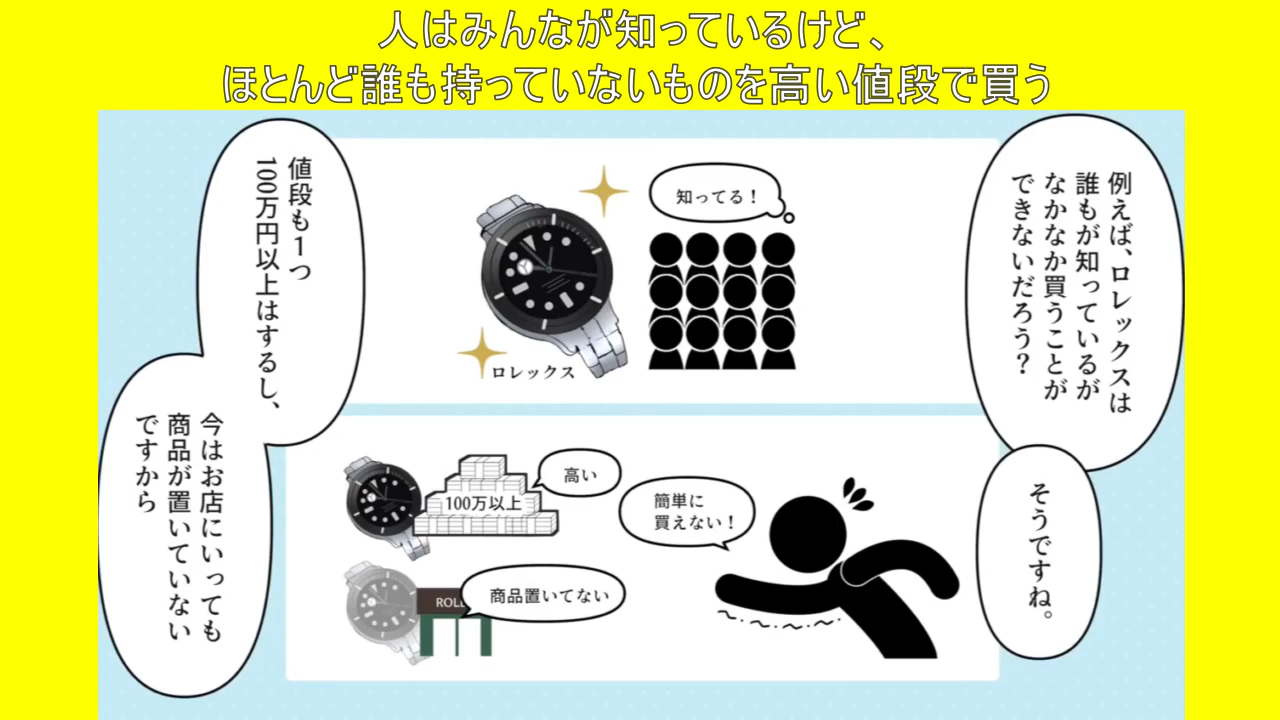 人はみんなが知っているけど、
ほとんど誰も持っていないものを高い値段で買う
例えば、ロレックスは
誰もが知っているが
なかなか買うことが
できないだろう？
そうですね。
知ってる！
ロレックス
値段も1つ
100万円以上はするし、
今はお店にいっても
商品が置いていない
ですから
高い
100万以上
簡単に
買えない！
商品置いてない